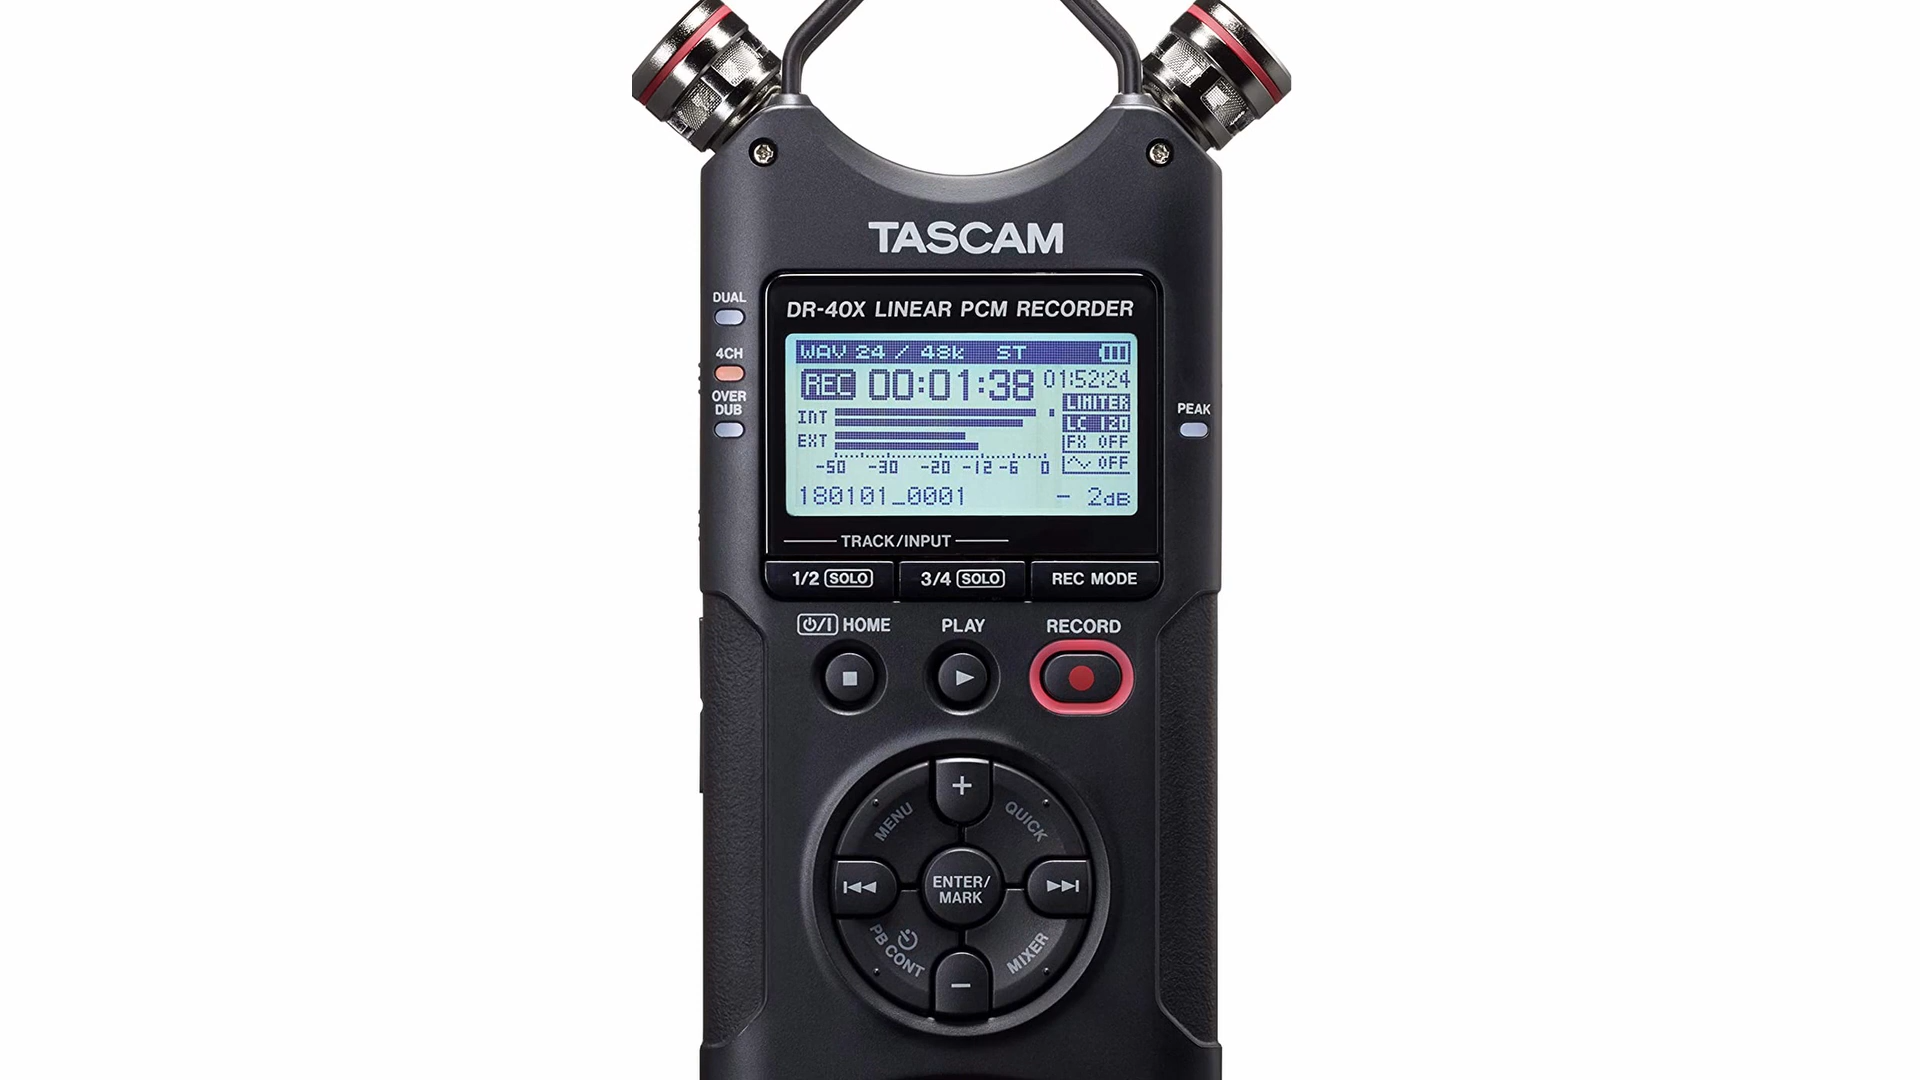 TASCAM
DR-40X LINEAR PCM RECORDER
DUAL
4CH
OVER
DUB
PEAK
WAV 24 / 48k ST
REC 00:01:38 01:52:24
LIMITER
INT
LC 120
EXT
FX OFF
OFF
-50 -30 -20 -12 -6 0
180101_0001 - 2dB
TRACK/INPUT
1/2 SOLO 3/4 SOLO REC MODE
HOME PLAY RECORD
+
MENU
QUICK
ENTER/
MARK
PB CONT
MIXER
−